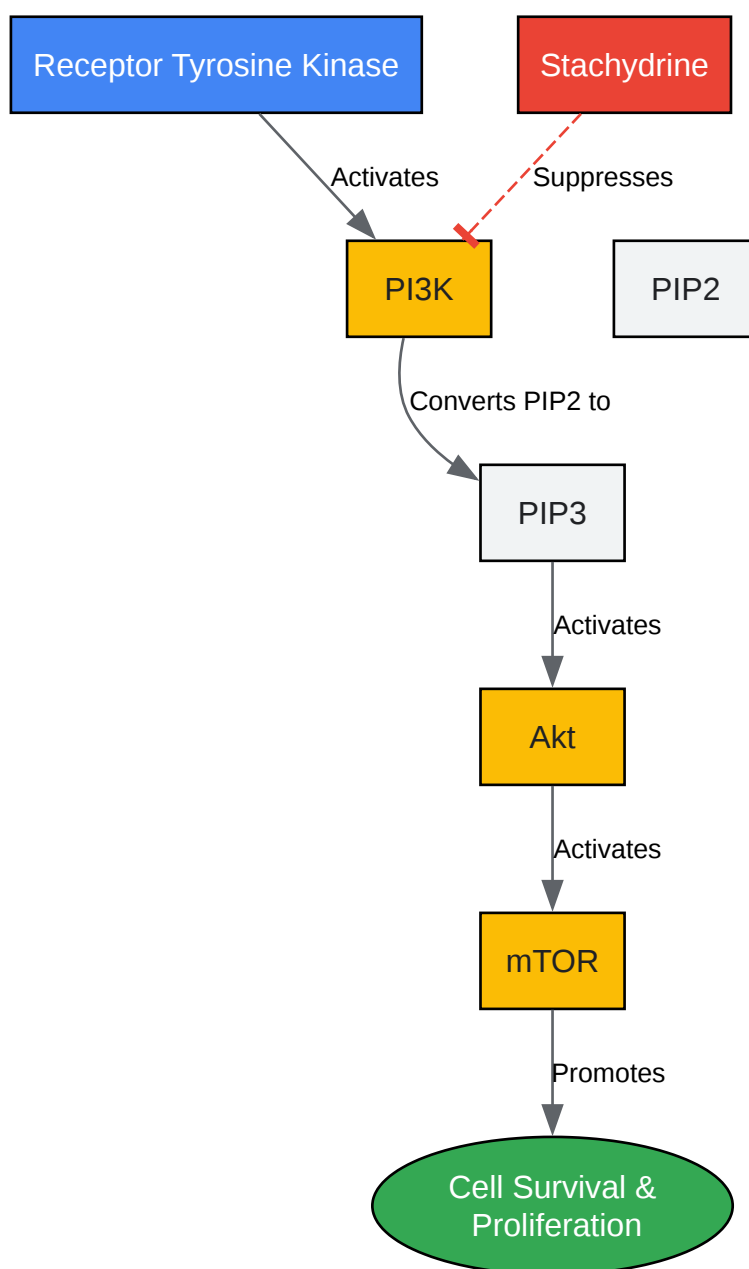 Receptor Tyrosine Kinase
Stachydrine
Activates
Suppresses
PI3K
PIP2
Converts PIP2 to
PIP3
Activates
Akt
Activates
mTOR
Promotes
Cell Survival &
Proliferation